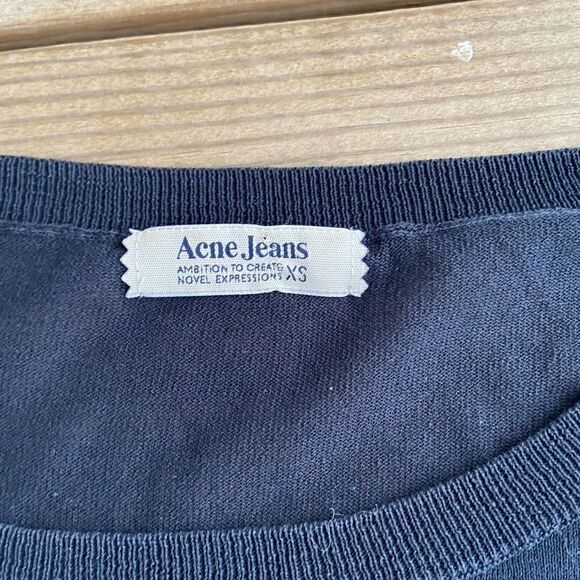 Acne Jeans
AMBITION TO CREATE
NOVEL EXPRESSIONS XS